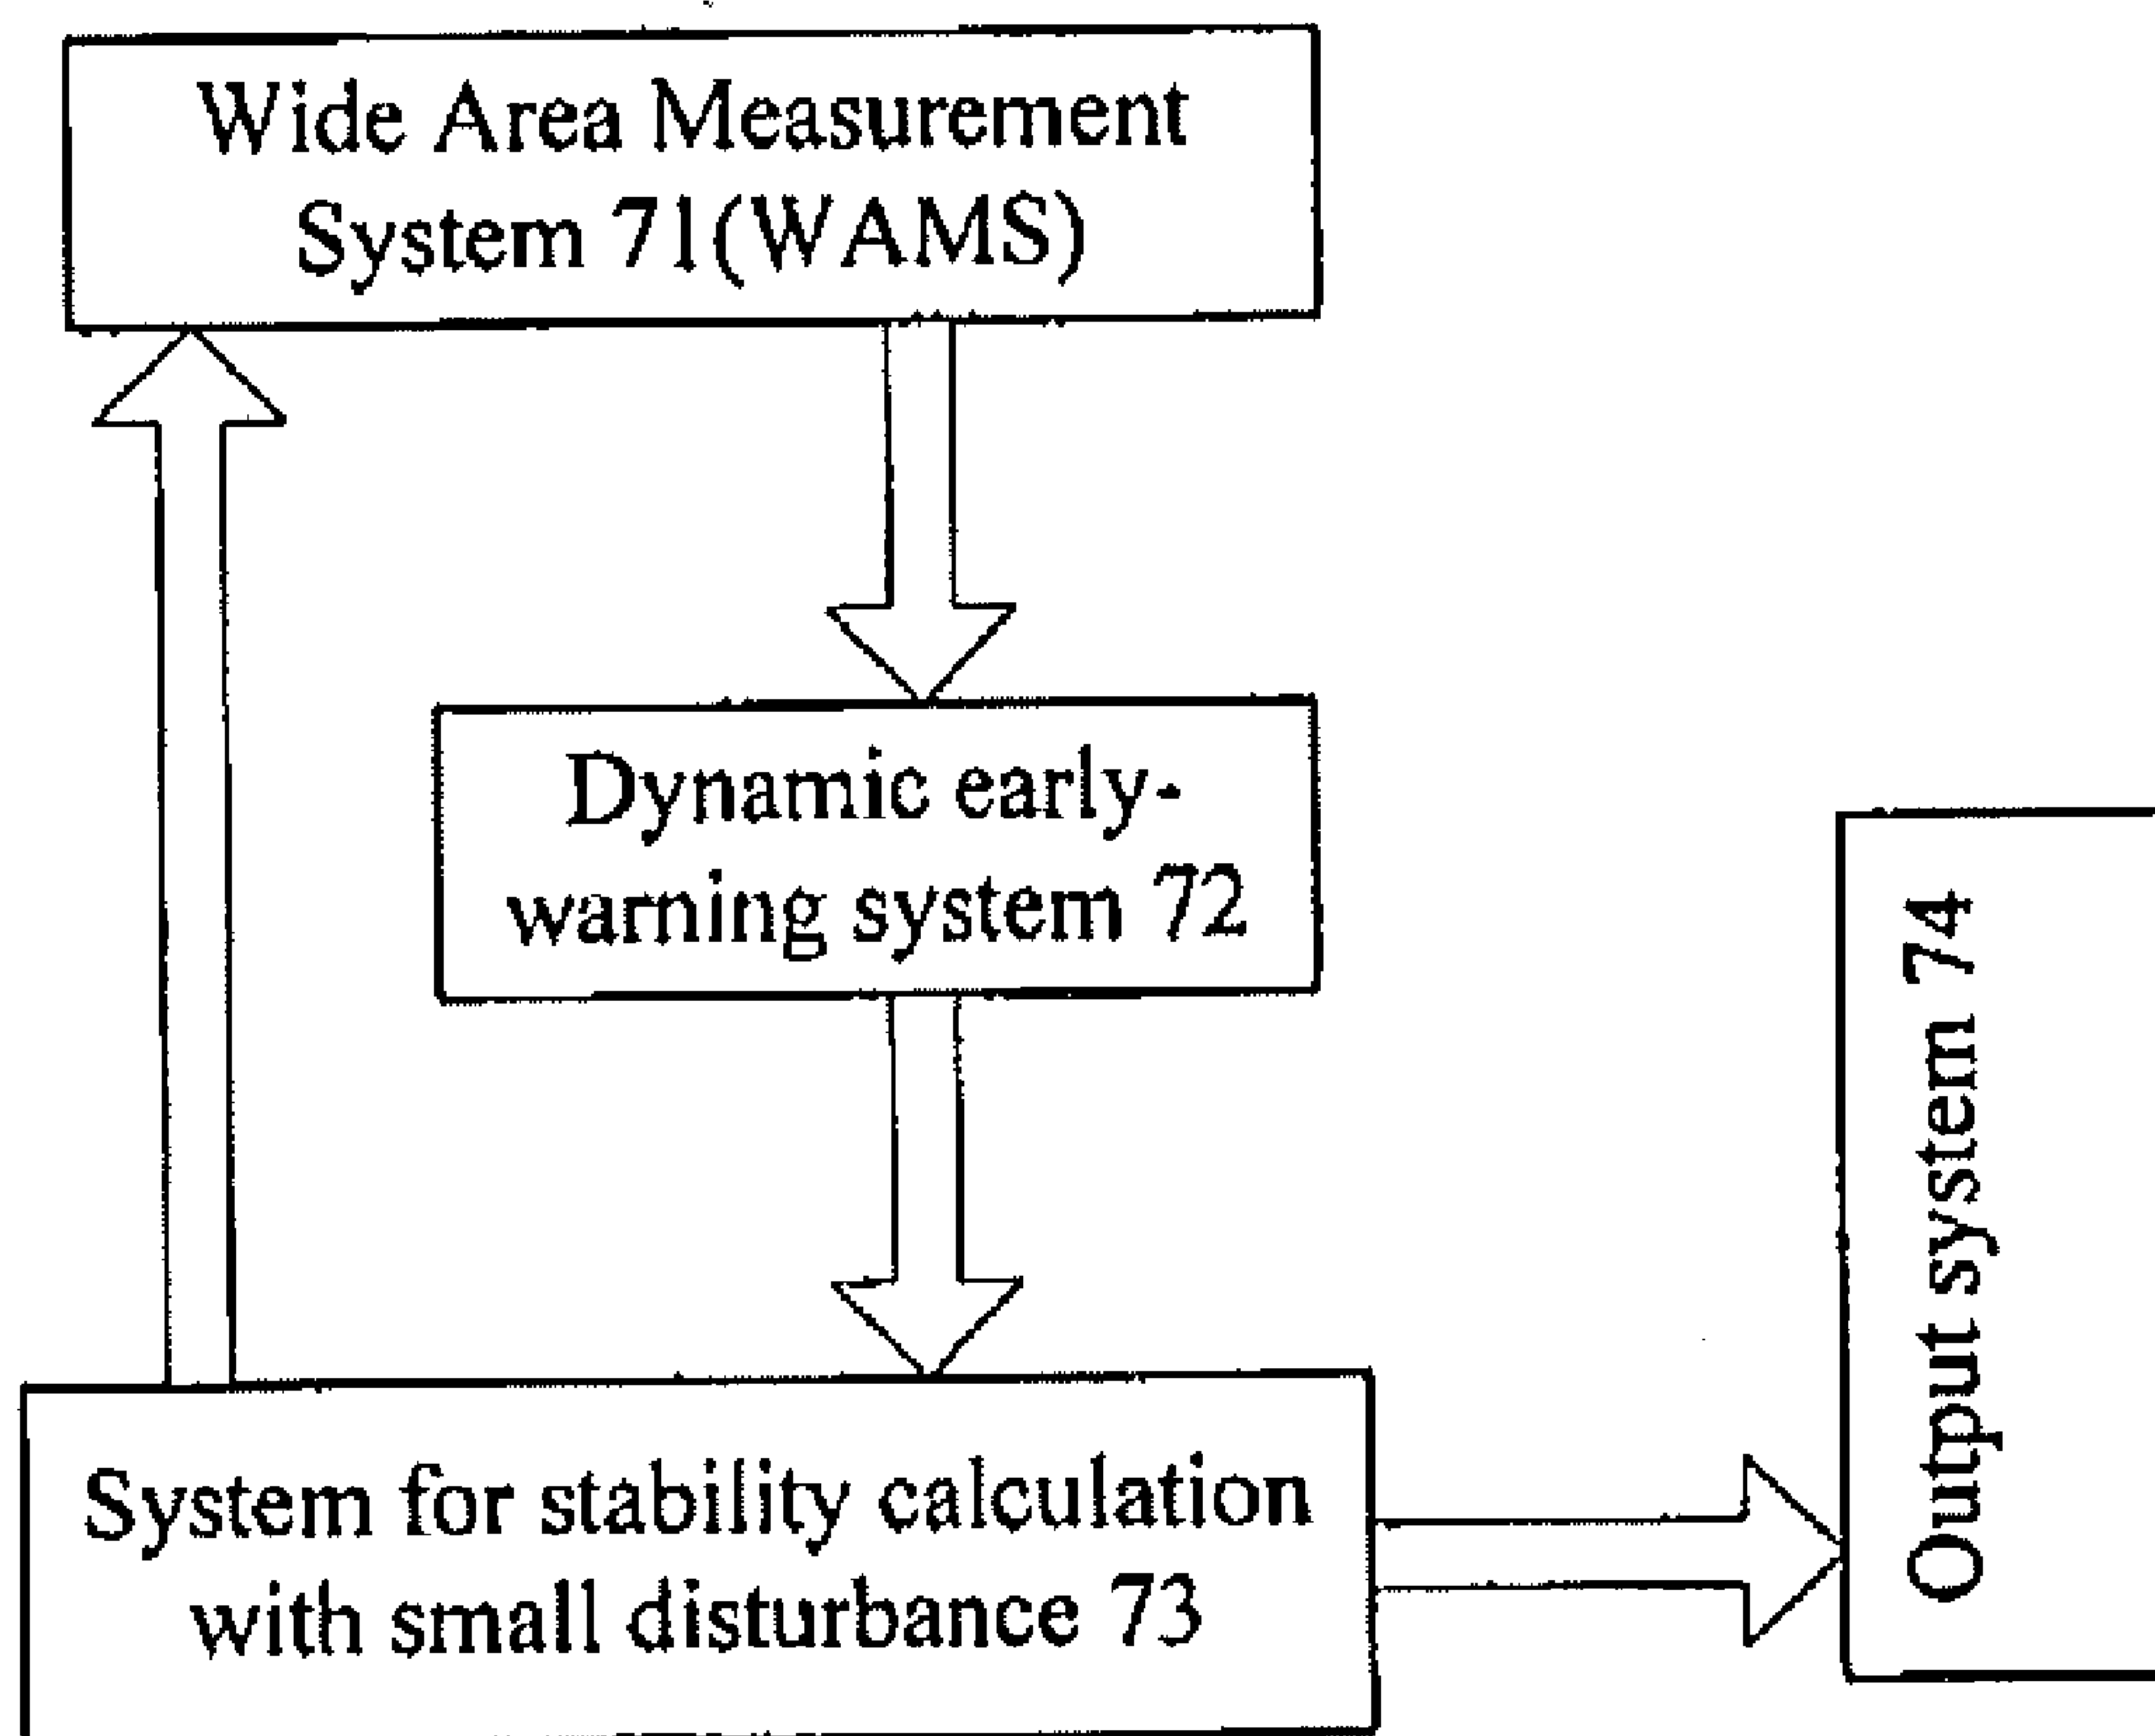 Wide Area Measurement
System 71(WAMS)
Dynamic early-
warning system 72
System for stability calculation
with small disturbance 73
Output system 74